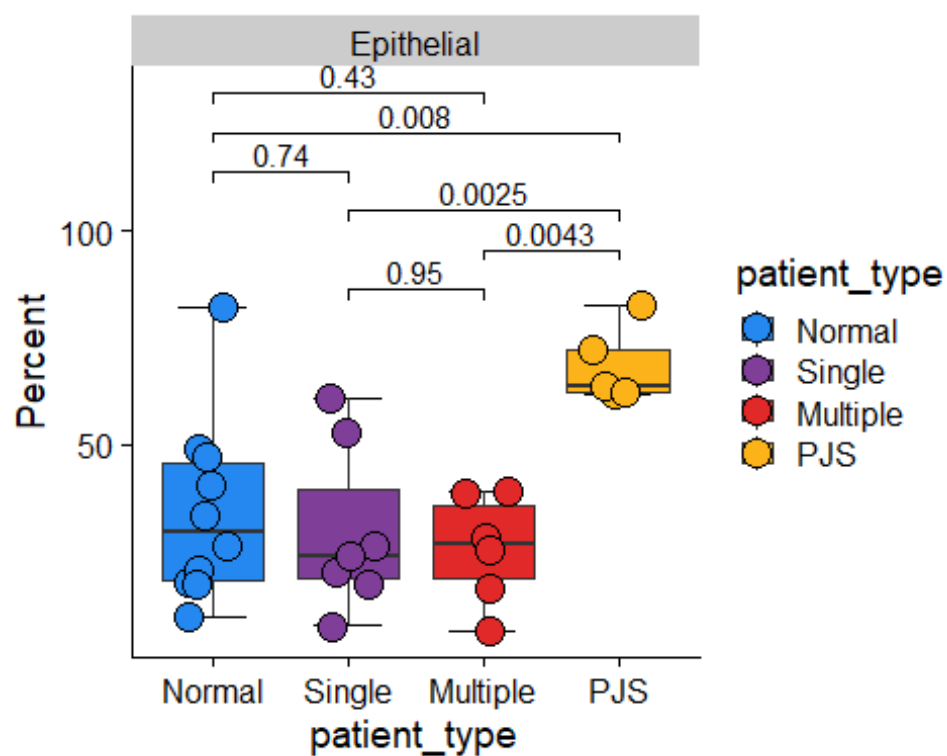 Epithelial
0.43
0.008
0.74
0.0025
0.0043
0.95
100
50
Percent
Normal Single Multiple PJS
patient_type
patient_type
Normal
Single
Multiple
PJS